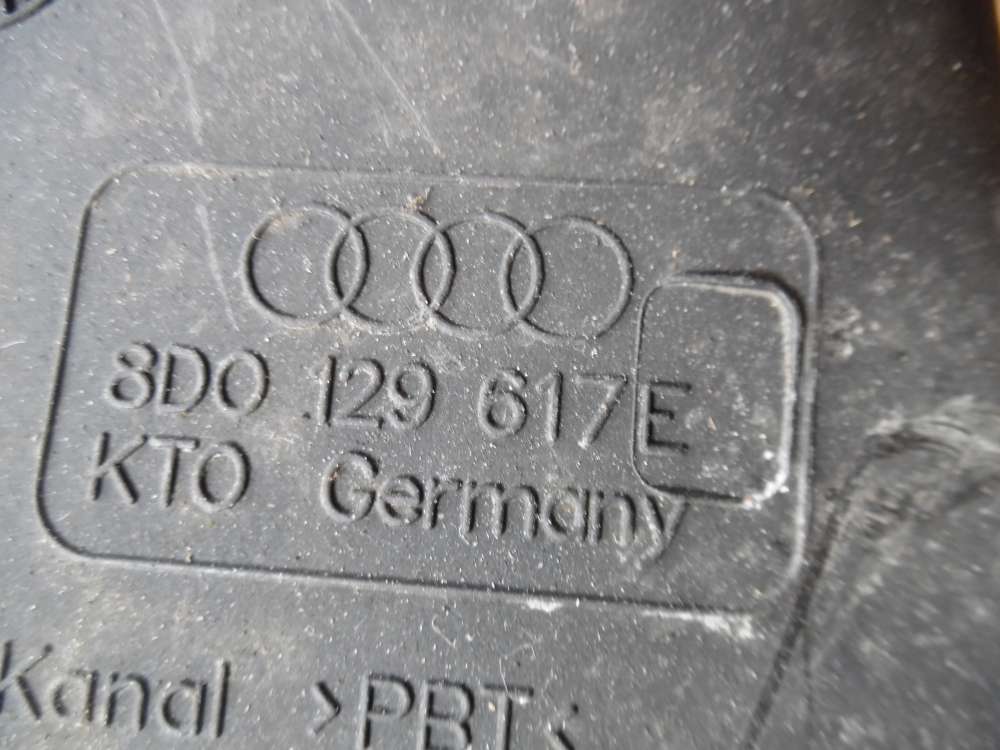 8D0 129 617 E
KTO Germany
Kanal >PBT<